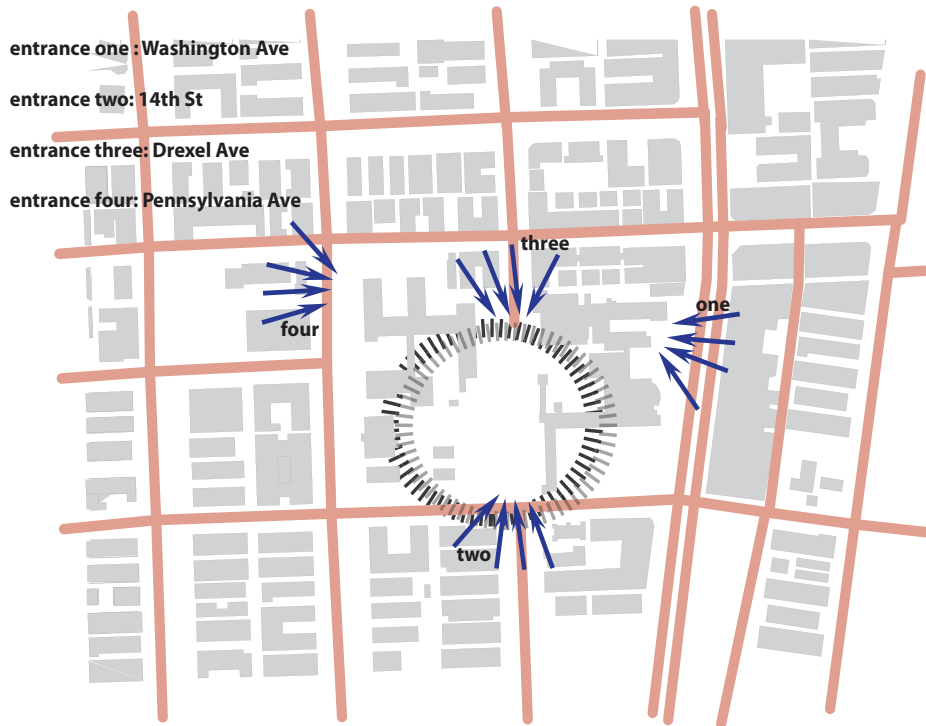 entrance one : Washington Ave
entrance two: 14th St
entrance three: Drexel Ave
entrance four: Pennsylvania Ave
three
one
four
two